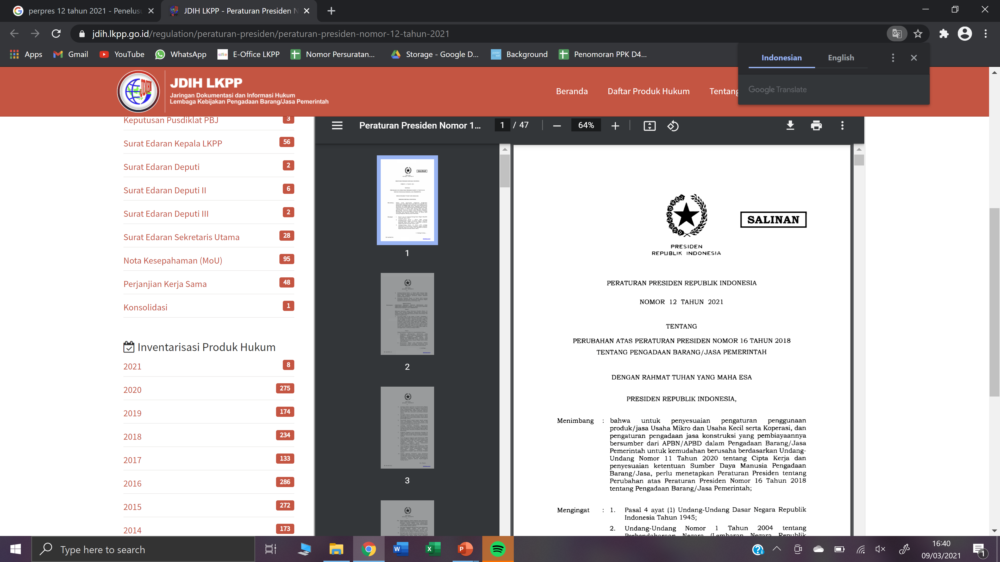 perpres 12 tahun 2021 - Penelusu
JDIH LKPP - Peraturan Presiden N
jdih.lkpp.go.id/regulation/peraturan-presiden/peraturan-presiden-nomor-12-tahun-2021
Apps
Gmail
YouTube
WhatsApp
E-Office LKPP
Nomor Persuratan...
Storage - Google D...
Background
Penomoran PPK D4...
Indonesian
English
Google Translate
JDIH LKPP
Jaringan Dokumentasi dan Informasi Hukum
Lembaga Kebijakan Pengadaan Barang/Jasa Pemerintah
Beranda
Daftar Produk Hukum
Tentang
Keputusan Pusdiklat PBJ 3
Surat Edaran Kepala LKPP 56
Surat Edaran Deputi 2
Surat Edaran Deputi II 6
Surat Edaran Deputi III 2
Surat Edaran Sekretaris Utama 28
Nota Kesepahaman (MoU) 95
Perjanjian Kerja Sama 48
Konsolidasi 1
Inventarisasi Produk Hukum
2021 8
2020 275
2019 174
2018 234
2017 133
2016 286
2015 272
2014 173
Peraturan Presiden Nomor 1...
1 / 47
64%
SALINAN
1
2
3
SALINAN
PRESIDEN
REPUBLIK INDONESIA
PERATURAN PRESIDEN REPUBLIK INDONESIA
NOMOR 12 TAHUN 2021
TENTANG
PERUBAHAN ATAS PERATURAN PRESIDEN NOMOR 16 TAHUN 2018
TENTANG PENGADAAN BARANG/JASA PEMERINTAH
DENGAN RAHMAT TUHAN YANG MAHA ESA
PRESIDEN REPUBLIK INDONESIA,
Menimbang : bahwa untuk penyesuaian pengaturan penggunaan
produk/jasa Usaha Mikro dan Usaha Kecil serta Koperasi, dan
pengaturan pengadaan jasa konstruksi yang pembiayaannya
bersumber dari APBN/APBD dalam Pengadaan Barang/Jasa
Pemerintah untuk kemudahan berusaha berdasarkan Undang-
Undang Nomor 11 Tahun 2020 tentang Cipta Kerja dan
penyesuaian ketentuan Sumber Daya Manusia Pengadaan
Barang/Jasa, perlu menetapkan Peraturan Presiden tentang
Perubahan atas Peraturan Presiden Nomor 16 Tahun 2018
tentang Pengadaan Barang/Jasa Pemerintah;
Mengingat : 1. Pasal 4 ayat (1) Undang-Undang Dasar Negara Republik
Indonesia Tahun 1945;
2. Undang-Undang Nomor 1 Tahun 2004 tentang
Perbendaharaan Negara (Lembaran Negara Republik
Type here to search
16:40
09/03/2021
1